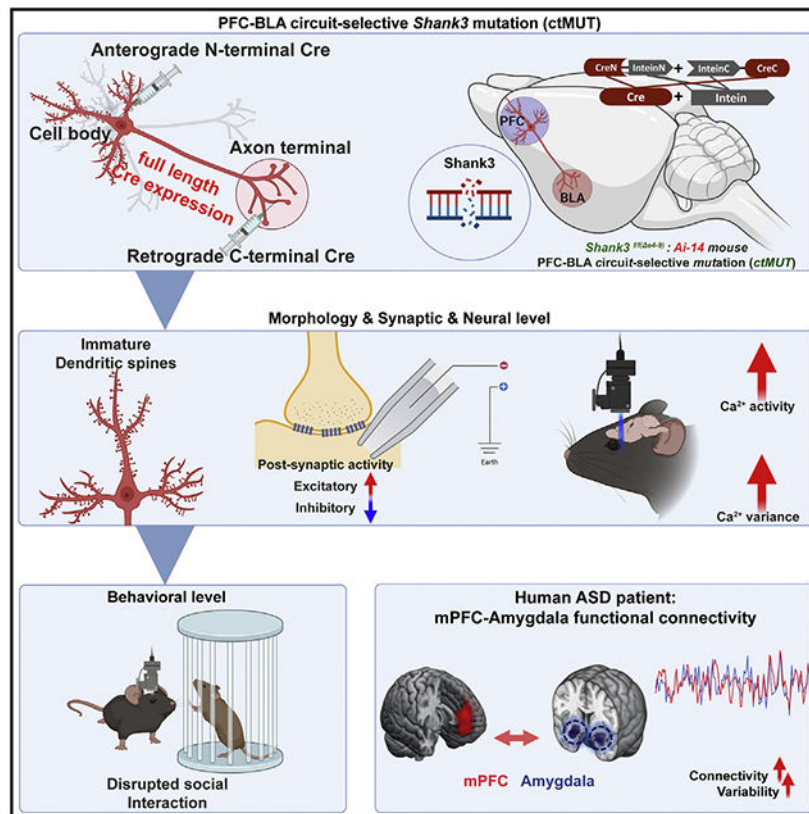 PFC-BLA circuit-selective Shank3 mutation (ctMUT)
Anterograde N-terminal Cre
Cell body
Axon terminal
full length
Cre expression
Retrograde C-terminal Cre
CreN InteinN + InteinC CreC
Cre + Intein
PFC
BLA
Shank3
Shank3 f/f(Δe4-9) : Ai-14 mouse
PFC-BLA circuit-selective mutation (ctMUT)
Morphology & Synaptic & Neural level
Immature
Dendritic spines
Post-synaptic activity
Excitatory
Inhibitory
Earth
Ca²⁺ activity
Ca²⁺ variance
Behavioral level
Disrupted social
Interaction
Human ASD patient:
mPFC-Amygdala functional connectivity
mPFC Amygdala
Connectivity
Variability